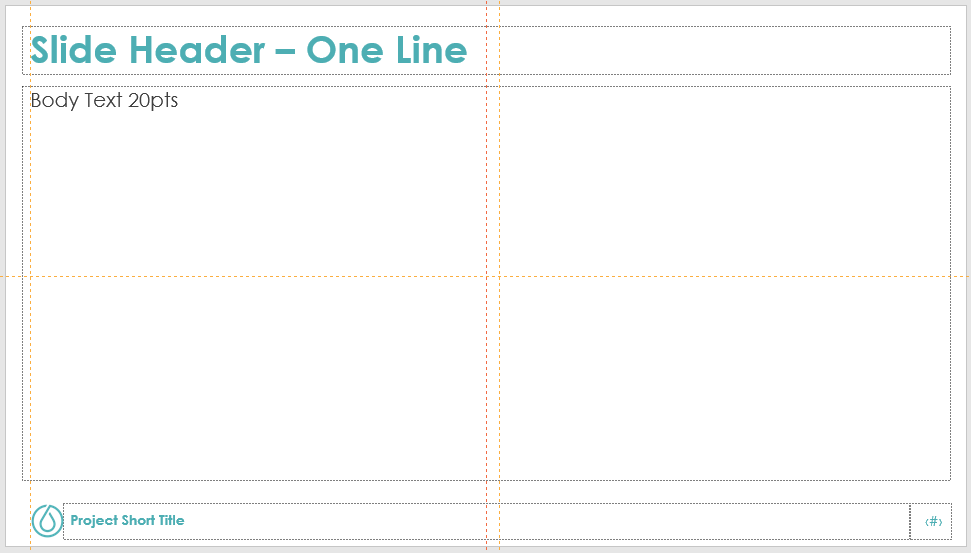 Slide Header – One Line
Body Text 20pts
Project Short Title
‹#›